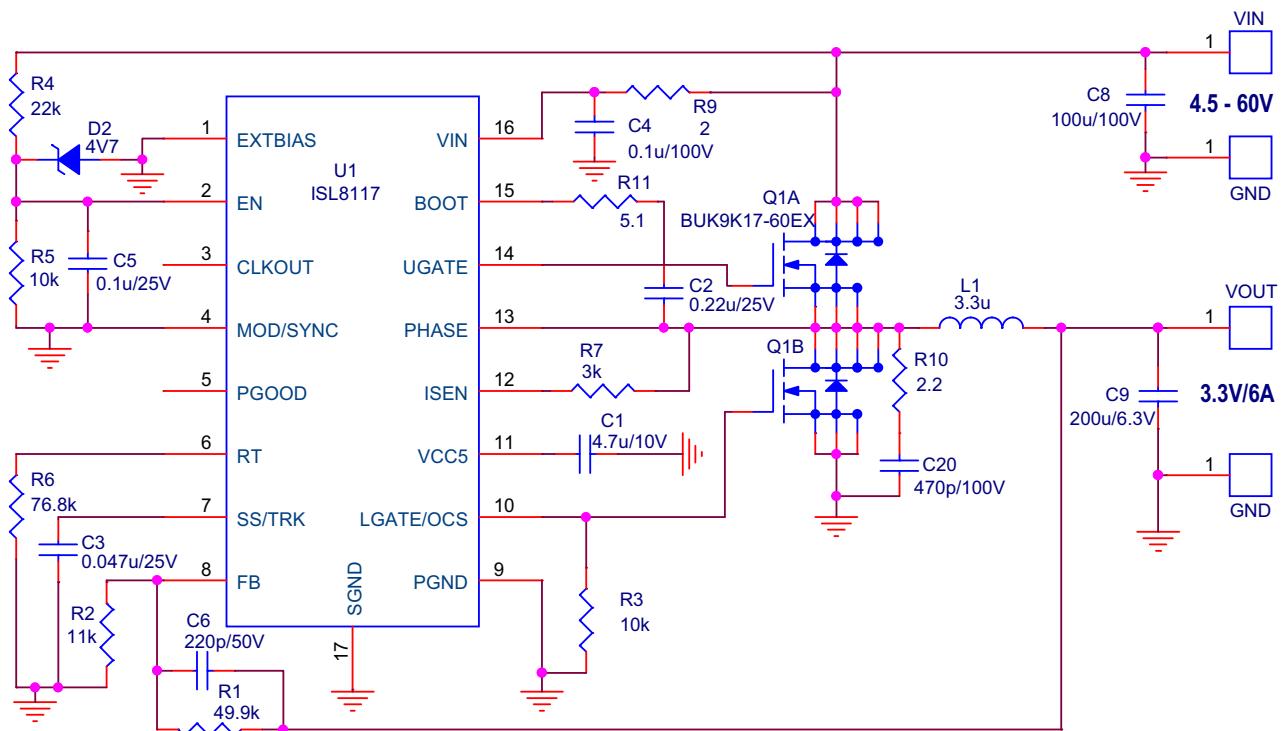 VIN
1
R4
22k
D2
4V7
1
EXTBIAS
VIN
16
R9
2
C4
0.1u/100V
C8
100u/100V
4.5 - 60V
1
GND
U1
ISL8117
2
EN
BOOT
15
R11
5.1
Q1A
BUK9K17-60EX
R5
10k
C5
0.1u/25V
3
CLKOUT
UGATE
14
C2
0.22u/25V
L1
3.3u
VOUT
1
4
MOD/SYNC
PHASE
13
R7
3k
Q1B
R10
2.2
5
PGOOD
ISEN
12
C9
200u/6.3V
3.3V/6A
C1
4.7u/10V
6
RT
VCC5
11
C20
470p/100V
1
GND
R6
76.8k
7
SS/TRK
LGATE/OCS
10
C3
0.047u/25V
8
FB
SGND
PGND
9
R3
10k
R2
11k
C6
220p/50V
17
R1
49.9k